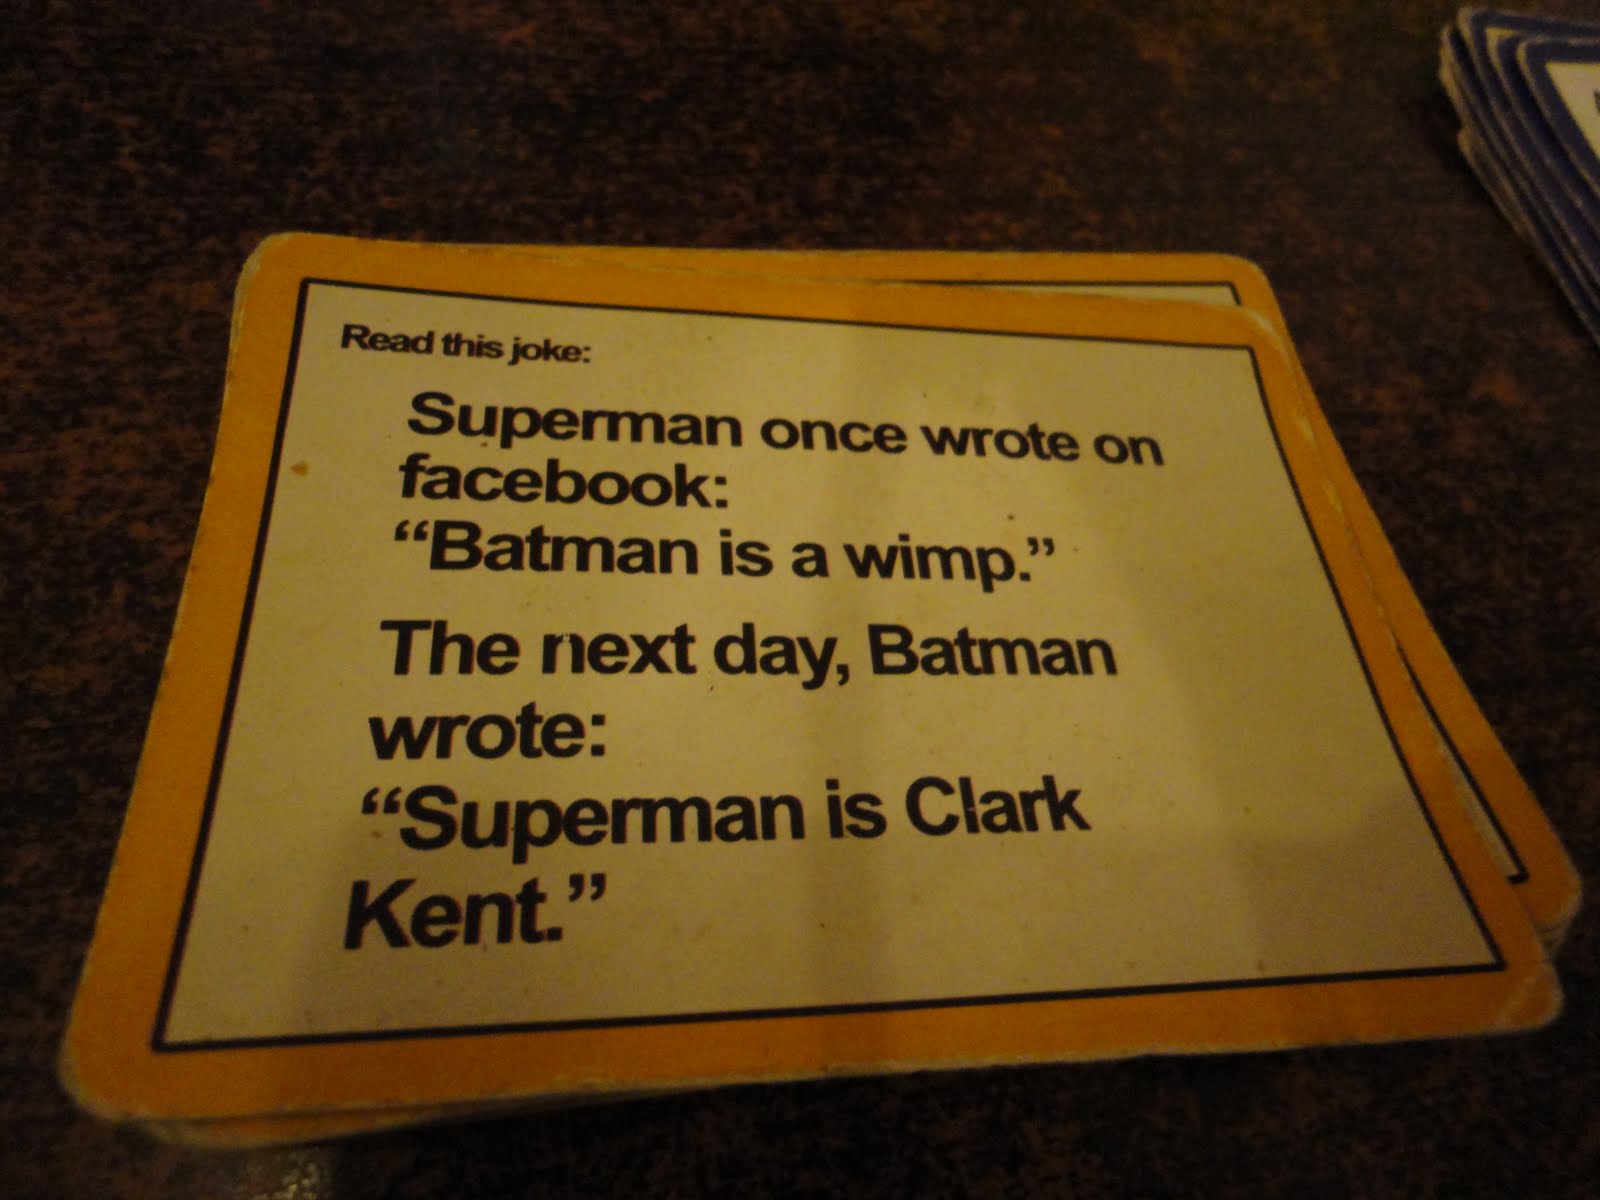 Read this joke:
Superman once wrote on
facebook:
“Batman is a wimp.”
The next day, Batman
wrote:
“Superman is Clark
Kent.”